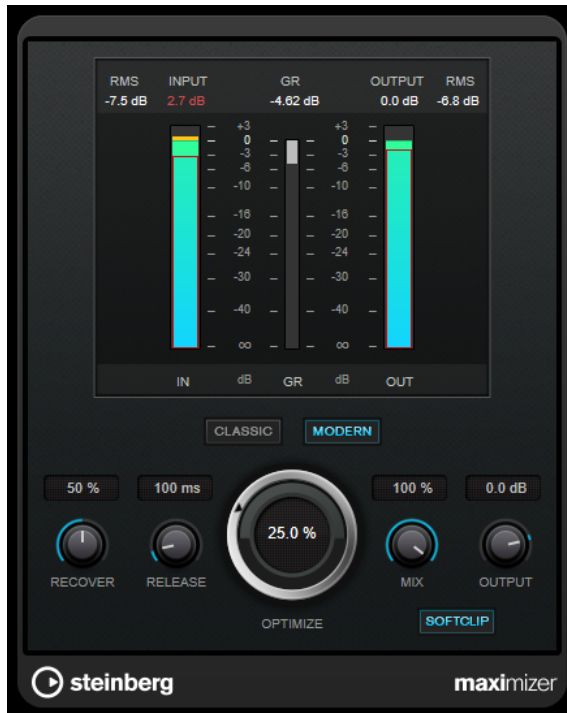 RMS INPUT GR OUTPUT RMS
-7.5 dB 2.7 dB -4.62 dB 0.0 dB -6.8 dB
+3 +3
0 0
-3 -3
-6 -6
-10 -10
-16 -16
-20 -20
-24 -24
-30 -30
-40 -40
∞ ∞
IN dB GR dB OUT
CLASSIC MODERN
50 % 100 ms 100 % 0.0 dB
25.0 %
RECOVER RELEASE MIX OUTPUT
OPTIMIZE SOFTCLIP
steinberg maximizer